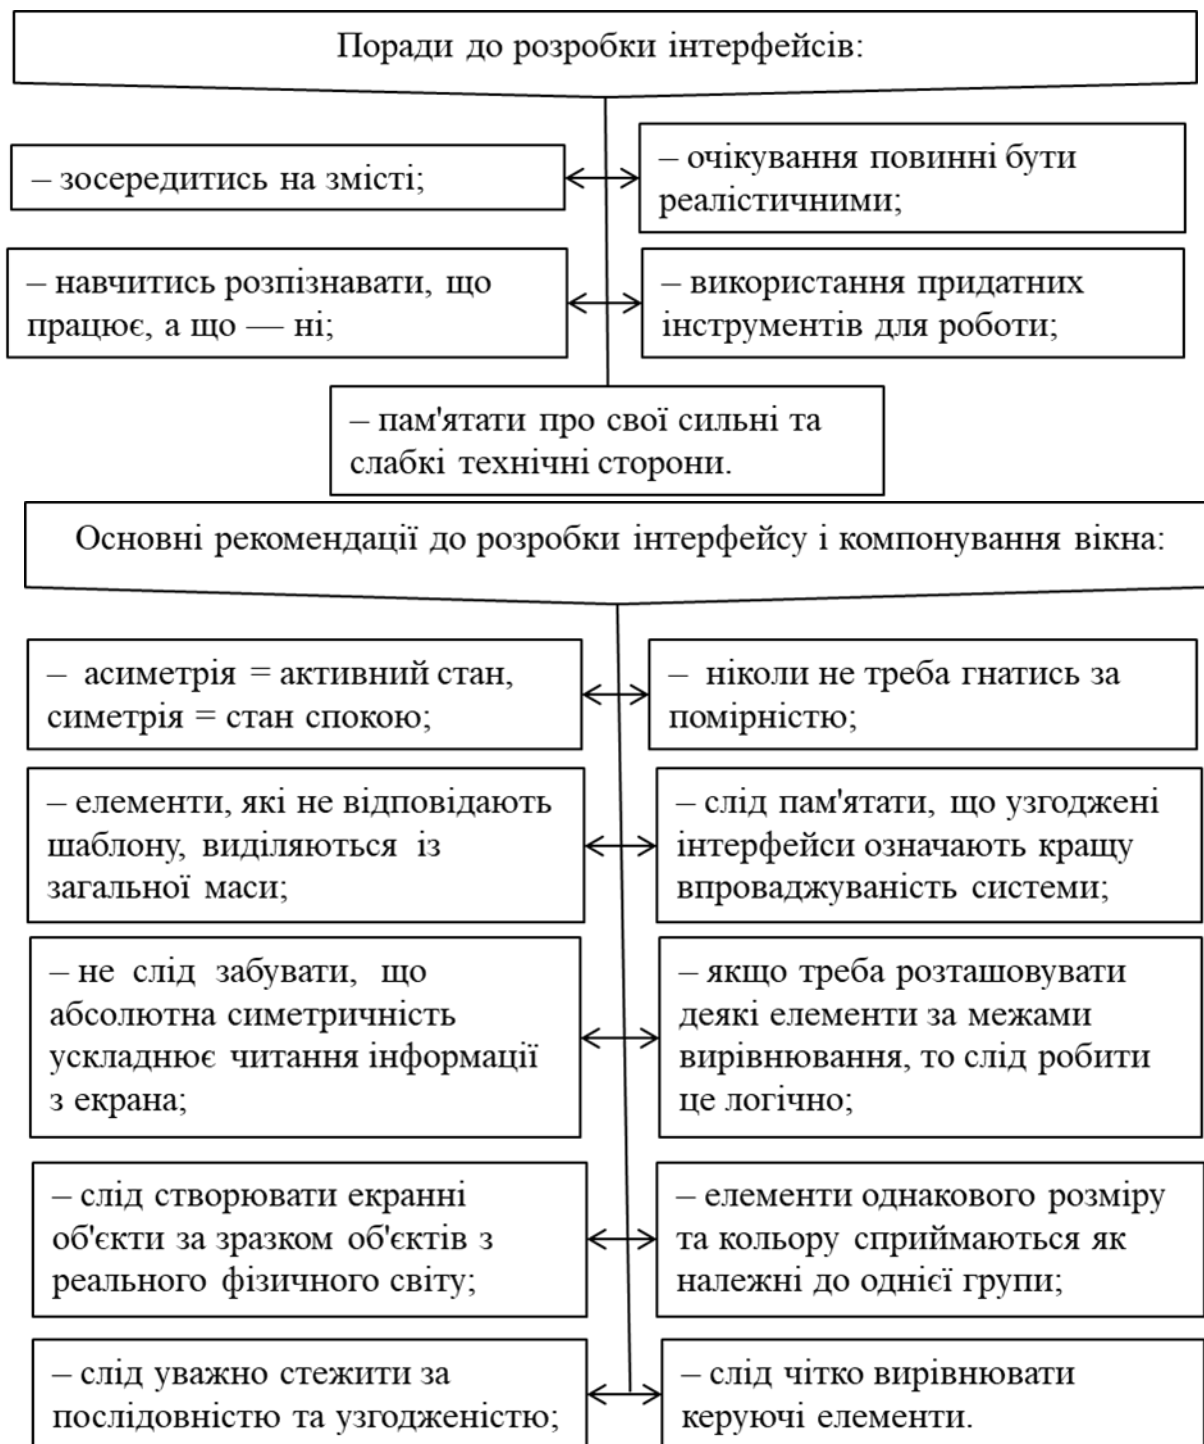 Поради до розробки інтерфейсів:
– зосередитись на змісті;
– очікування повинні бути
реалістичними;
– навчитись розпізнавати, що
працює, а що — ні;
– використання придатних
інструментів для роботи;
– пам'ятати про свої сильні та
слабкі технічні сторони.
Основні рекомендації до розробки інтерфейсу і компонування вікна:
– асиметрія = активний стан,
симетрія = стан спокою;
– ніколи не треба гнатись за
помірністю;
– елементи, які не відповідають
шаблону, виділяються із
загальної маси;
– слід пам'ятати, що узгоджені
інтерфейси означають кращу
впроваджуваність системи;
– не слід забувати, що
абсолютна симетричність
ускладнює читання інформації
з екрана;
– якщо треба розташовувати
деякі елементи за межами
вирівнювання, то слід робити
це логічно;
– слід створювати екранні
об'єкти за зразком об'єктів з
реального фізичного світу;
– елементи однакового розміру
та кольору сприймаються як
належні до однієї групи;
– слід уважно стежити за
послідовністю та узгодженістю;
– слід чітко вирівнювати
керуючі елементи.